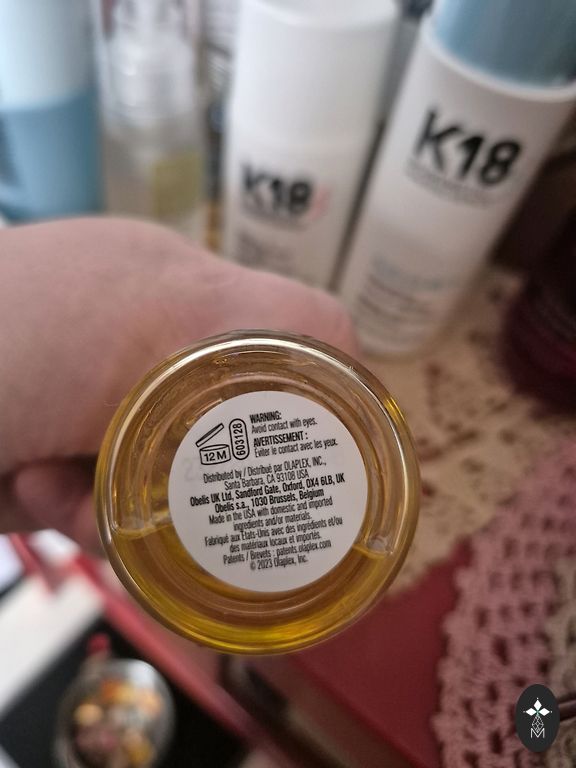 K18
K18
WARNING:
Avoid contact with eyes.
AVERTISSEMENT :
Éviter le contact avec les yeux.
12 M
603128
Distributed by / Distribué par OLAPLEX, INC.,
Santa Barbara, CA 93108 USA
Obelis UK Ltd, Sandford Gate, Oxford, OX4 6LB, UK
Obelis s.a., 1030 Brussels, Belgium
Made in the USA with domestic and imported
ingredients and/or materials.
Fabriqué aux États-Unis avec des ingrédients et/ou
des matériaux locaux et importés.
Patents / Brevets : patents.olaplex.com
© 2023 Olaplex, Inc.
M